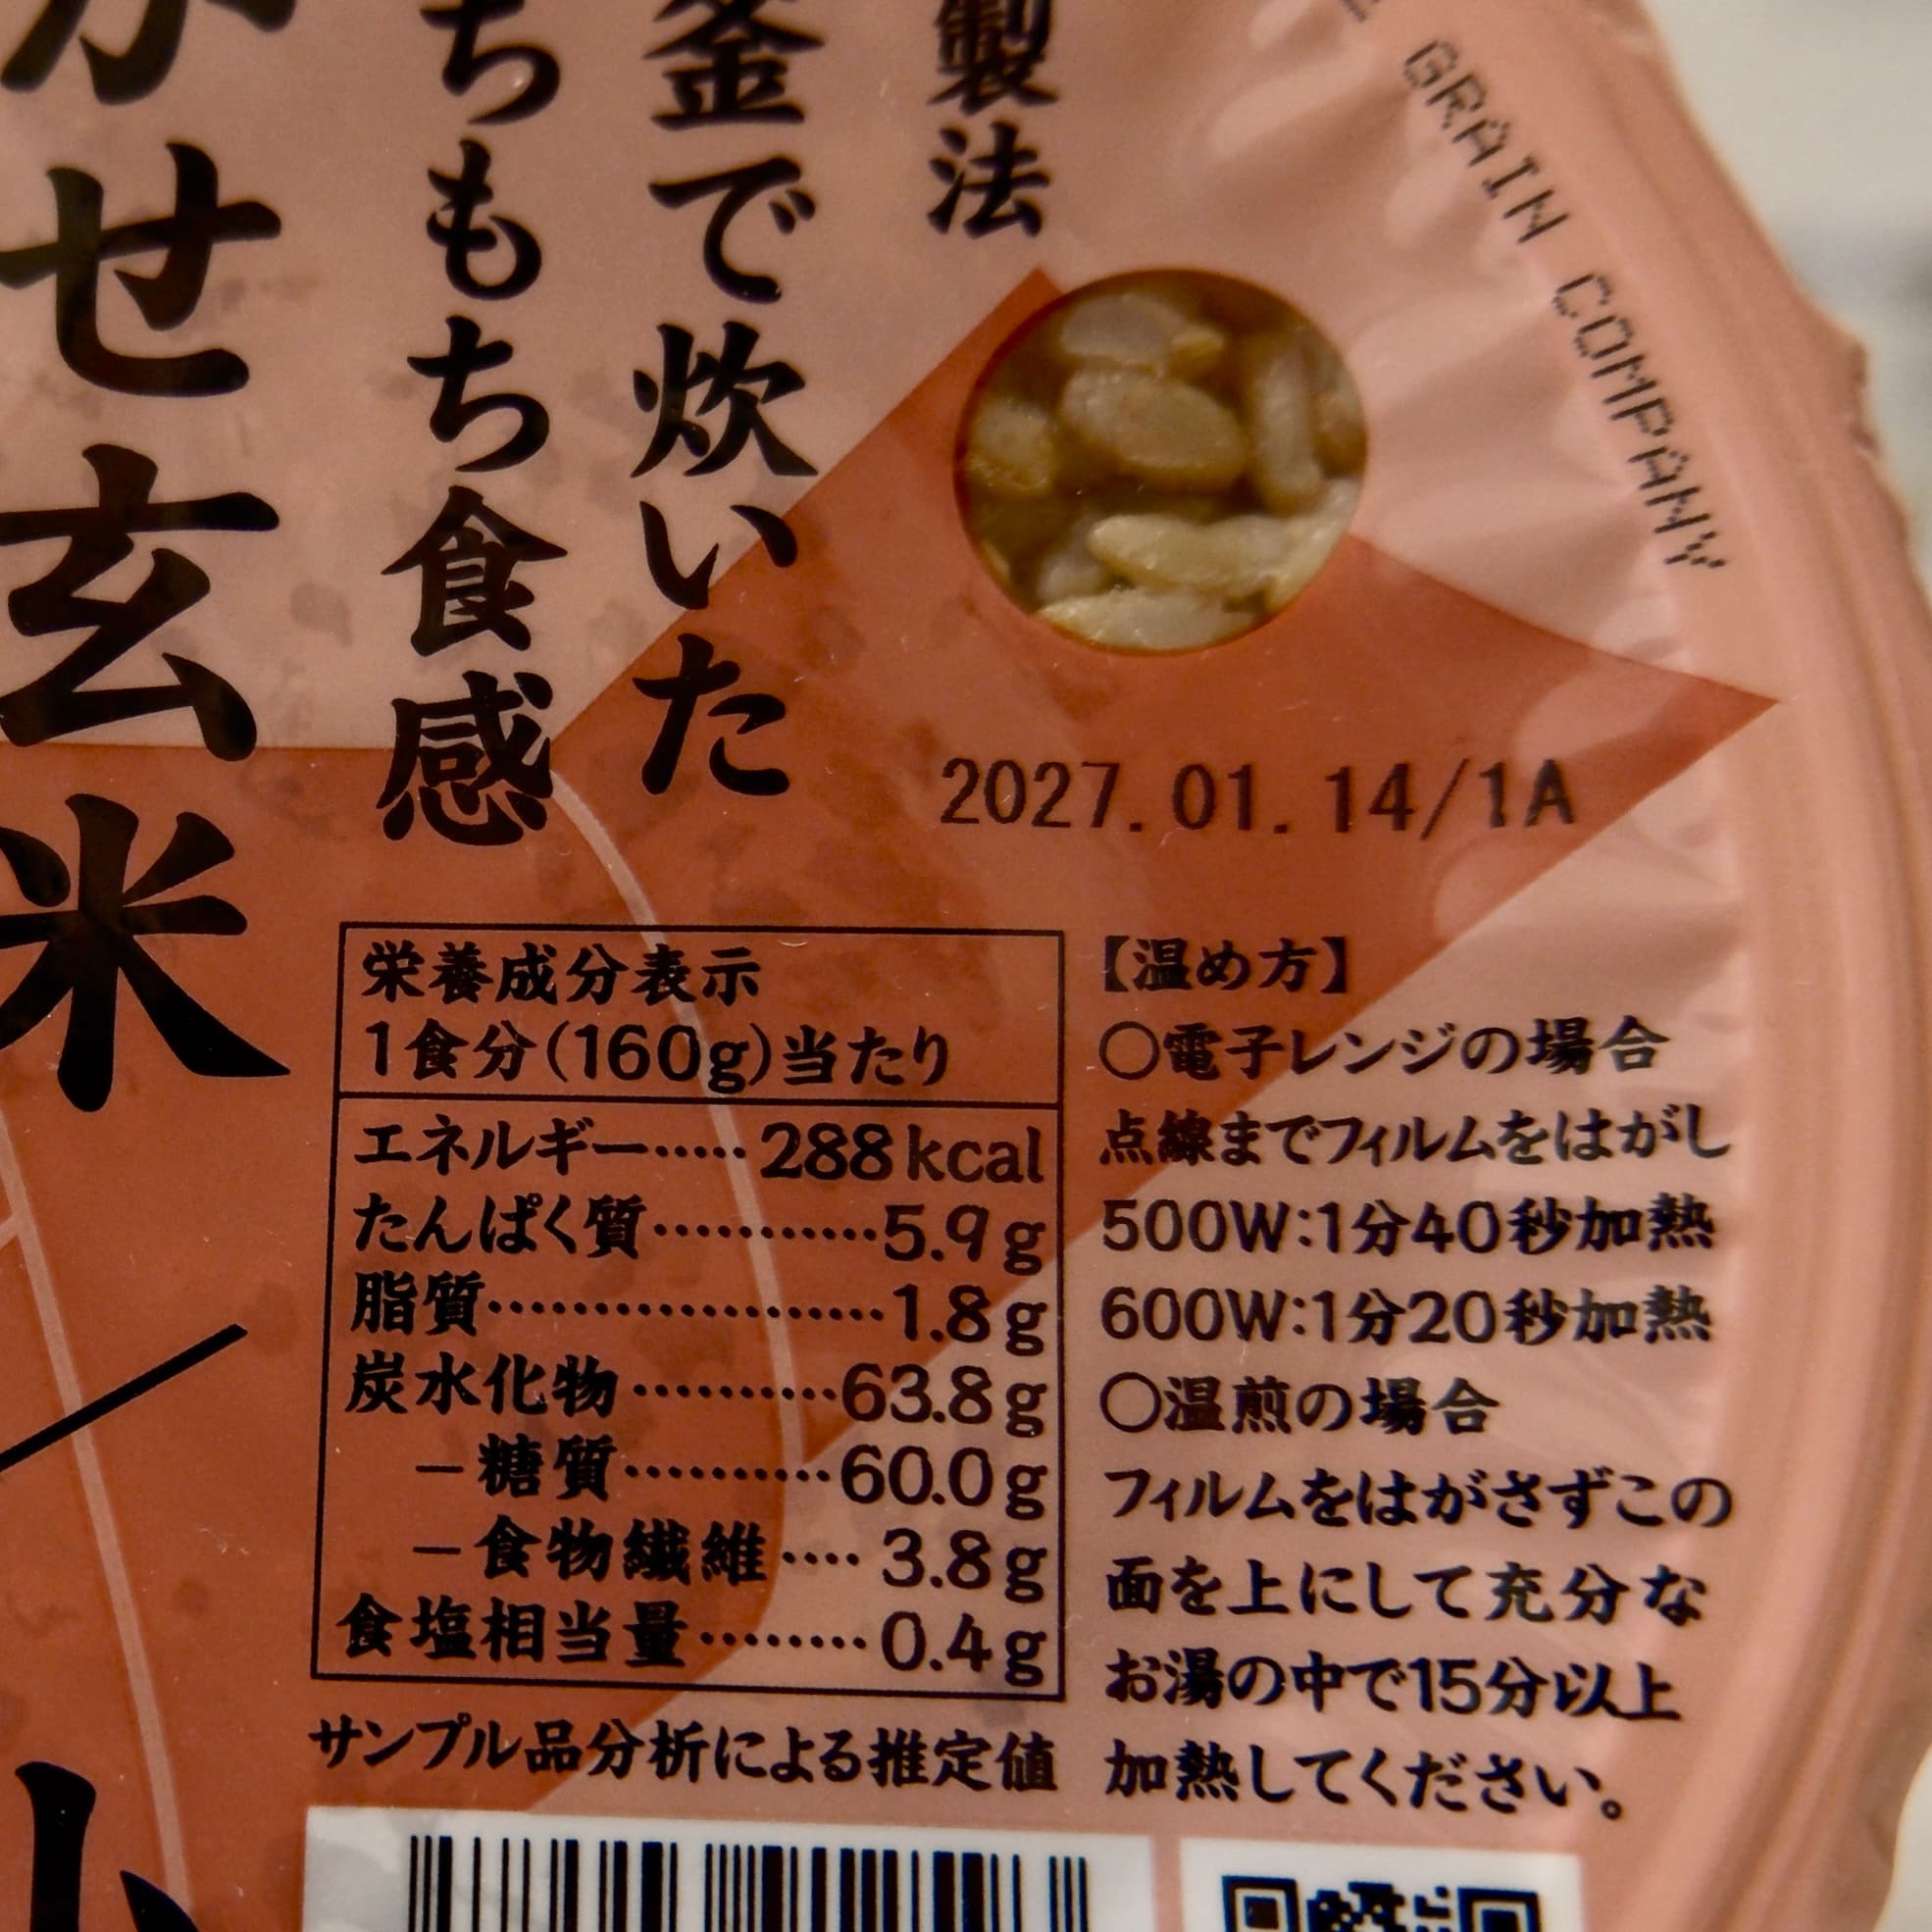 製法
釜で炊いた
ちもち食感
せ玄米
GRAIN COMPANY
2027.01.14/1A
栄養成分表示
1食分(160g)当たり
エネルギー……288kcal
たんぱく質…………5.9g
脂質…………………1.8g
炭水化物…………63.8g
－糖質…………60.0g
－食物繊維……3.8g
食塩相当量………0.4g
サンプル品分析による推定値
【温め方】
○電子レンジの場合
点線までフィルムをはがし
500W:1分40秒加熱
600W:1分20秒加熱
○温煎の場合
フィルムをはがさずこの
面を上にして充分な
お湯の中で15分以上
加熱してください。